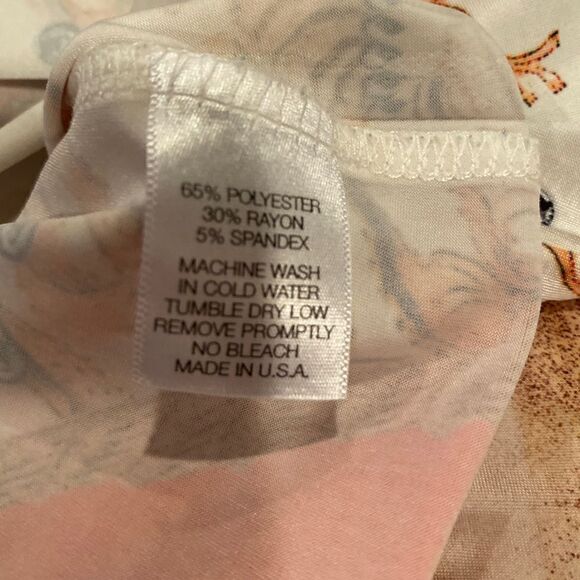 65% POLYESTER
30% RAYON
5% SPANDEX
MACHINE WASH
IN COLD WATER
TUMBLE DRY LOW
REMOVE PROMPTLY
NO BLEACH
MADE IN U.S.A.